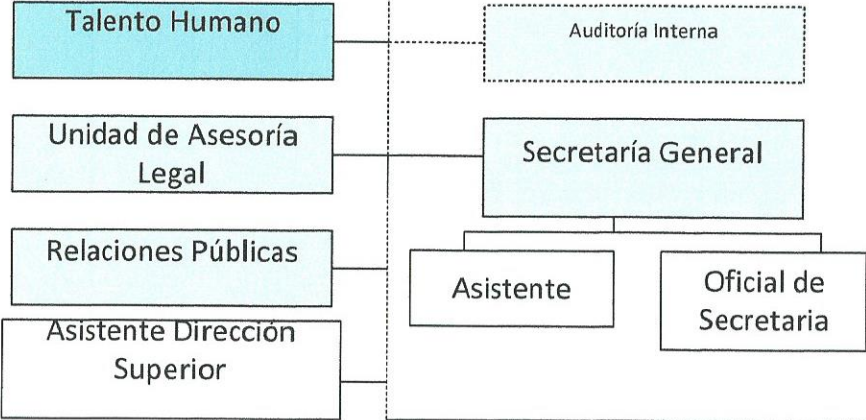 Talento Humano
Auditoría Interna
Unidad de Asesoría
Legal
Secretaría General
Relaciones Públicas
Asistente
Oficial de
Secretaria
Asistente Dirección
Superior